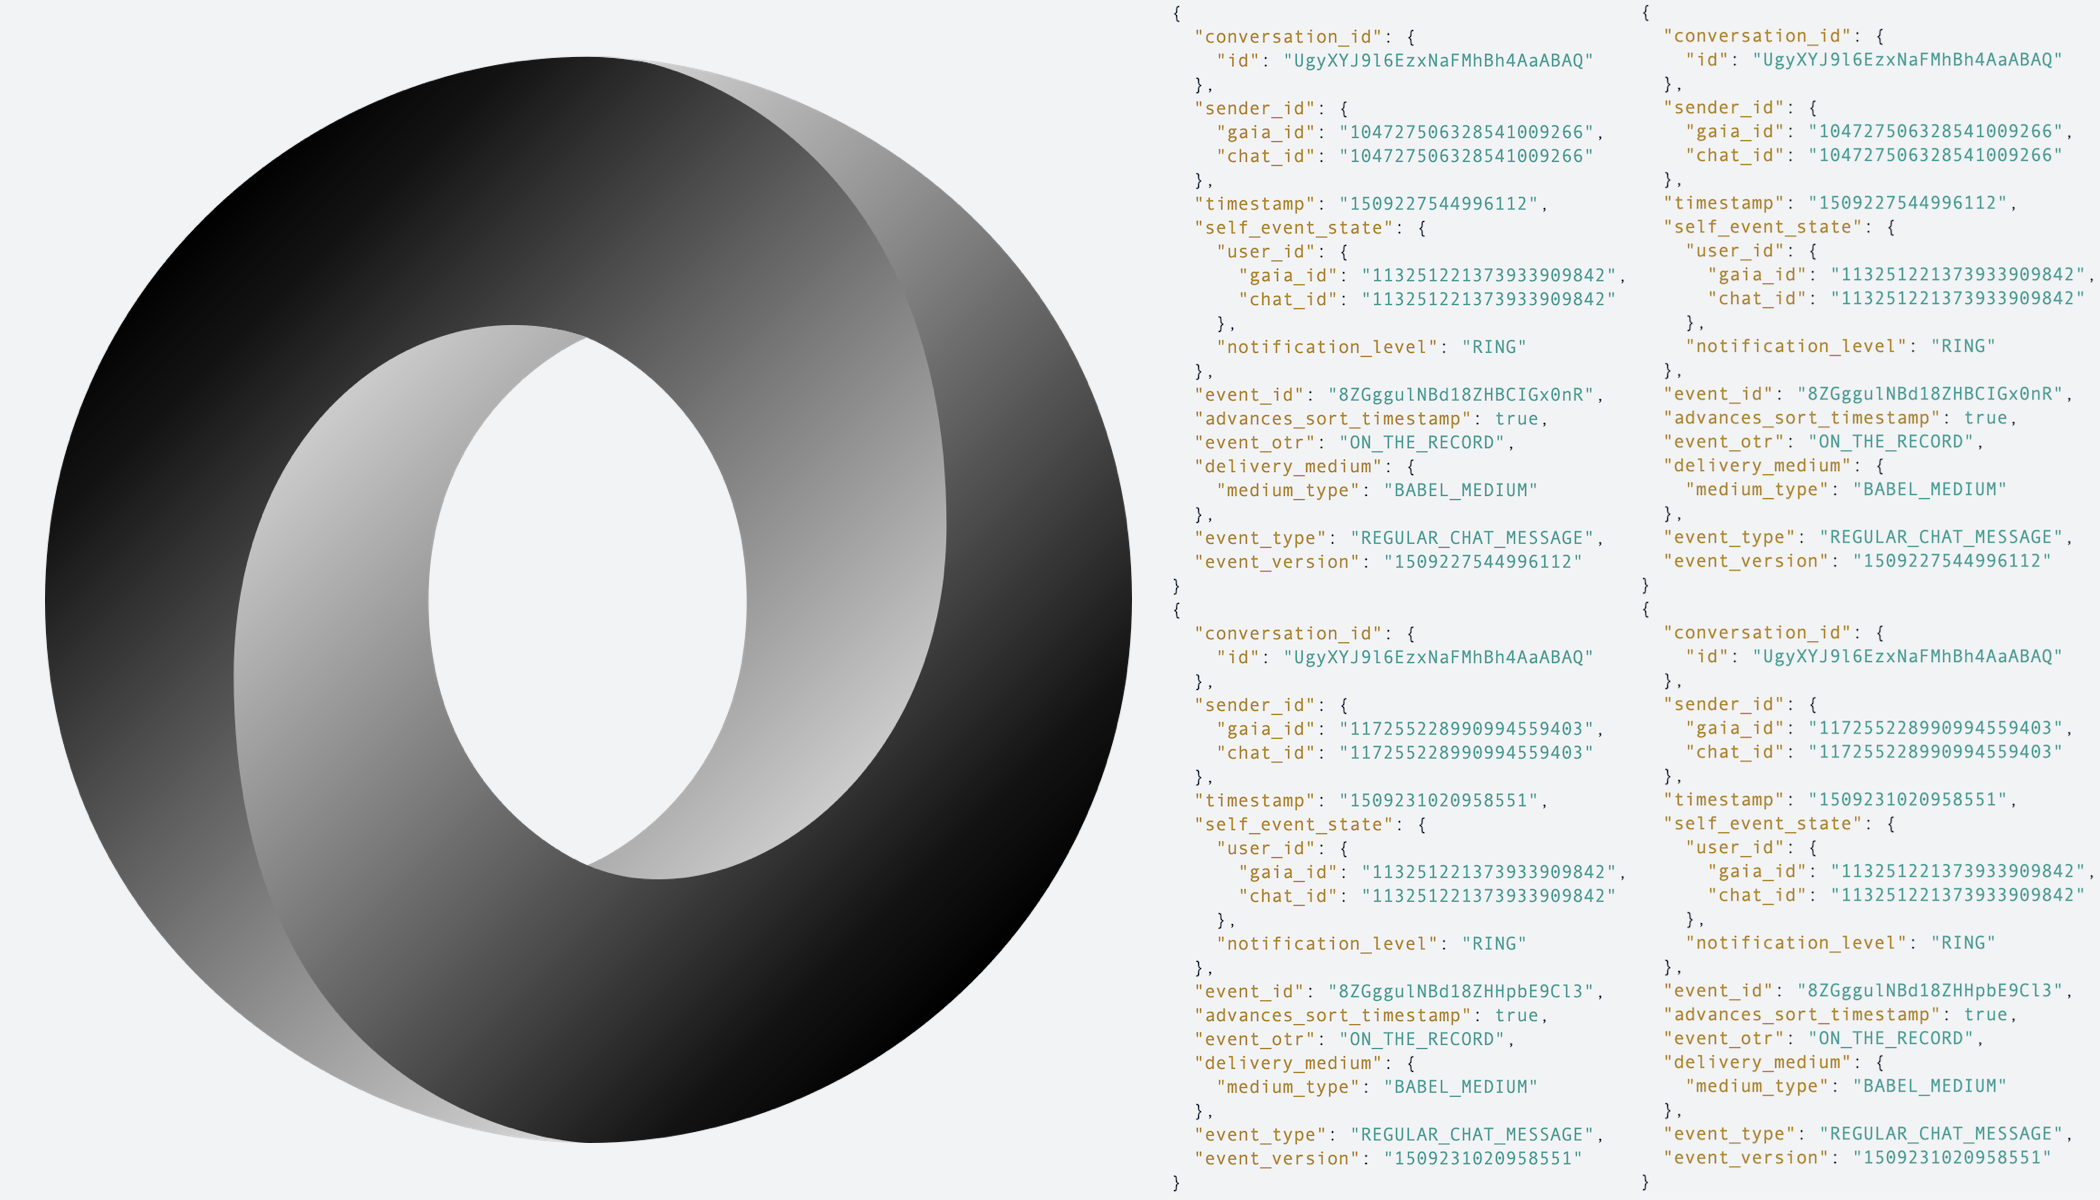 {
  "conversation_id": {
    "id": "UgyXYJ9l6EzxNaFMhBh4AaABAQ"
  },
  "sender_id": {
    "gaia_id": "104727506328541009266",
    "chat_id": "104727506328541009266"
  },
  "timestamp": "1509227544996112",
  "self_event_state": {
    "user_id": {
      "gaia_id": "113251221373933909842",
      "chat_id": "113251221373933909842"
    },
    "notification_level": "RING"
  },
  "event_id": "8ZGggulNBd18ZHBCIGx0nR",
  "advances_sort_timestamp": true,
  "event_otr": "ON_THE_RECORD",
  "delivery_medium": {
    "medium_type": "BABEL_MEDIUM"
  },
  "event_type": "REGULAR_CHAT_MESSAGE",
  "event_version": "1509227544996112"
}
{
  "conversation_id": {
    "id": "UgyXYJ9l6EzxNaFMhBh4AaABAQ"
  },
  "sender_id": {
    "gaia_id": "117255228990994559403",
    "chat_id": "117255228990994559403"
  },
  "timestamp": "1509231020958551",
  "self_event_state": {
    "user_id": {
      "gaia_id": "113251221373933909842",
      "chat_id": "113251221373933909842"
    },
    "notification_level": "RING"
  },
  "event_id": "8ZGggulNBd18ZHHpbE9Cl3",
  "advances_sort_timestamp": true,
  "event_otr": "ON_THE_RECORD",
  "delivery_medium": {
    "medium_type": "BABEL_MEDIUM"
  },
  "event_type": "REGULAR_CHAT_MESSAGE",
  "event_version": "1509231020958551"
}
{
  "conversation_id": {
    "id": "UgyXYJ9l6EzxNaFMhBh4AaABAQ"
  },
  "sender_id": {
    "gaia_id": "104727506328541009266",
    "chat_id": "104727506328541009266"
  },
  "timestamp": "1509227544996112",
  "self_event_state": {
    "user_id": {
      "gaia_id": "113251221373933909842",
      "chat_id": "113251221373933909842"
    },
    "notification_level": "RING"
  },
  "event_id": "8ZGggulNBd18ZHBCIGx0nR",
  "advances_sort_timestamp": true,
  "event_otr": "ON_THE_RECORD",
  "delivery_medium": {
    "medium_type": "BABEL_MEDIUM"
  },
  "event_type": "REGULAR_CHAT_MESSAGE",
  "event_version": "1509227544996112"
}
{
  "conversation_id": {
    "id": "UgyXYJ9l6EzxNaFMhBh4AaABAQ"
  },
  "sender_id": {
    "gaia_id": "117255228990994559403",
    "chat_id": "117255228990994559403"
  },
  "timestamp": "1509231020958551",
  "self_event_state": {
    "user_id": {
      "gaia_id": "113251221373933909842",
      "chat_id": "113251221373933909842"
    },
    "notification_level": "RING"
  },
  "event_id": "8ZGggulNBd18ZHHpbE9Cl3",
  "advances_sort_timestamp": true,
  "event_otr": "ON_THE_RECORD",
  "delivery_medium": {
    "medium_type": "BABEL_MEDIUM"
  },
  "event_type": "REGULAR_CHAT_MESSAGE",
  "event_version": "1509231020958551"
}